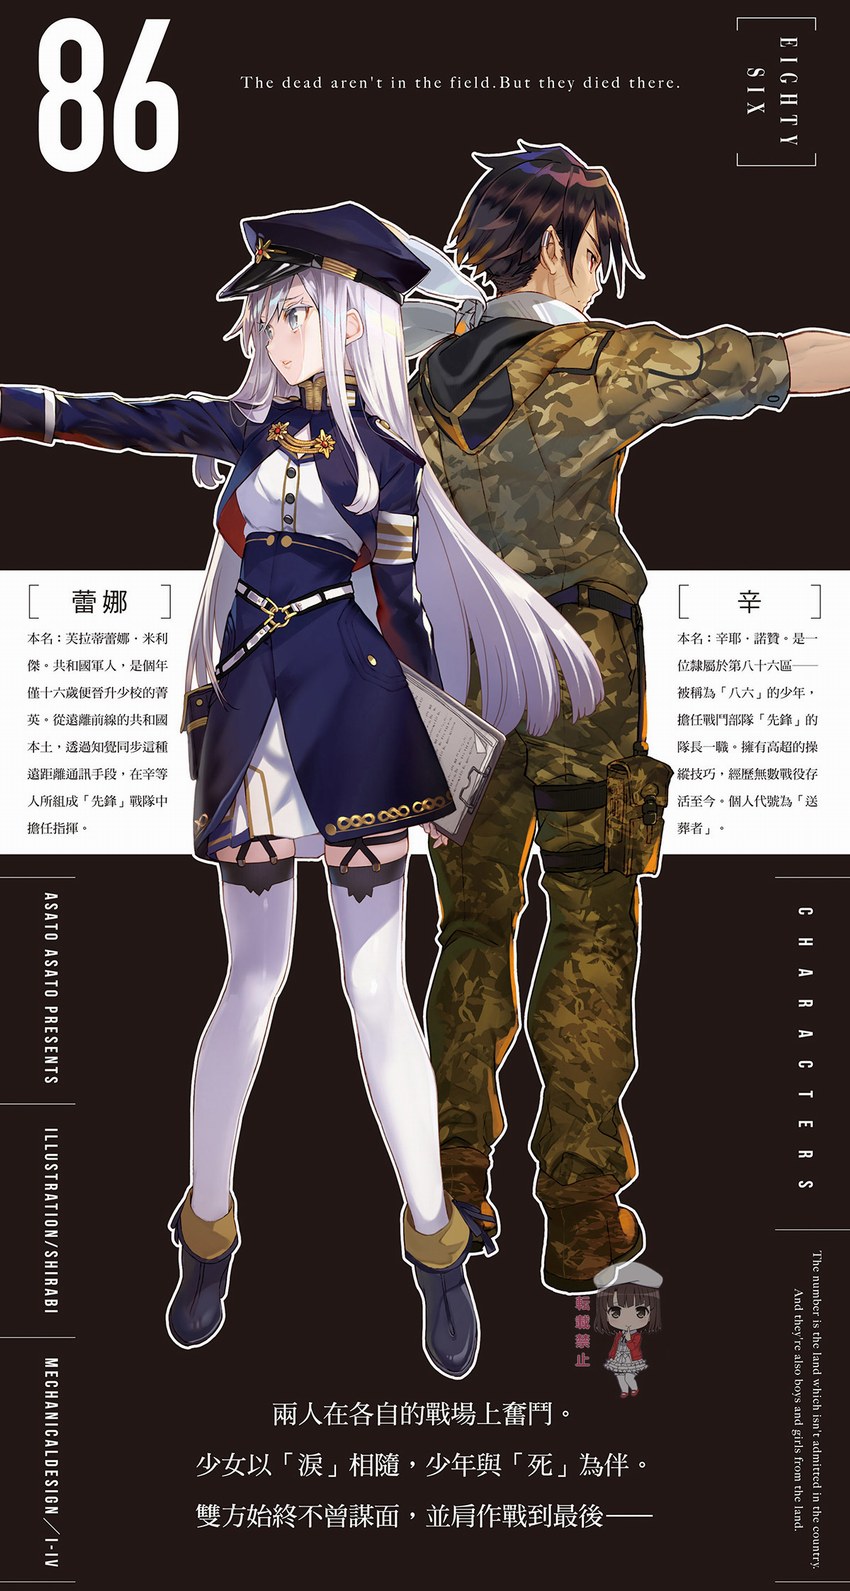 86
The dead aren't in the field.But they died there.
EIGHTY
SIX
蕾娜
本名：芙拉蒂蕾娜・米利
傑。共和國軍人，是個年
僅十六歲便晉升少校的菁
英。從遠離前線的共和國
本土，透過知覺同步這種
遠距離通訊手段，在辛等
人所組成「先鋒」戰隊中
擔任指揮。
辛
本名：辛耶・諾贊。是一
位隸屬於第八十六區——
被稱為「八六」的少年，
擔任戰鬥部隊「先鋒」的
隊長一職。擁有高超的操
縱技巧，經歷無數戰役存
活至今。個人代號為「送
葬者」。
ASATO ASATO PRESENTS
ILLUSTRATION/SHIRABI
MECHANICALDESIGN／I-IV
CHARACTERS
The number is the land which isn't admitted in the country.
And they're also boys and girls from the land.
転載禁止
兩人在各自的戰場上奮鬥。
少女以「淚」相隨，少年與「死」為伴。
雙方始終不曾謀面，並肩作戰到最後——